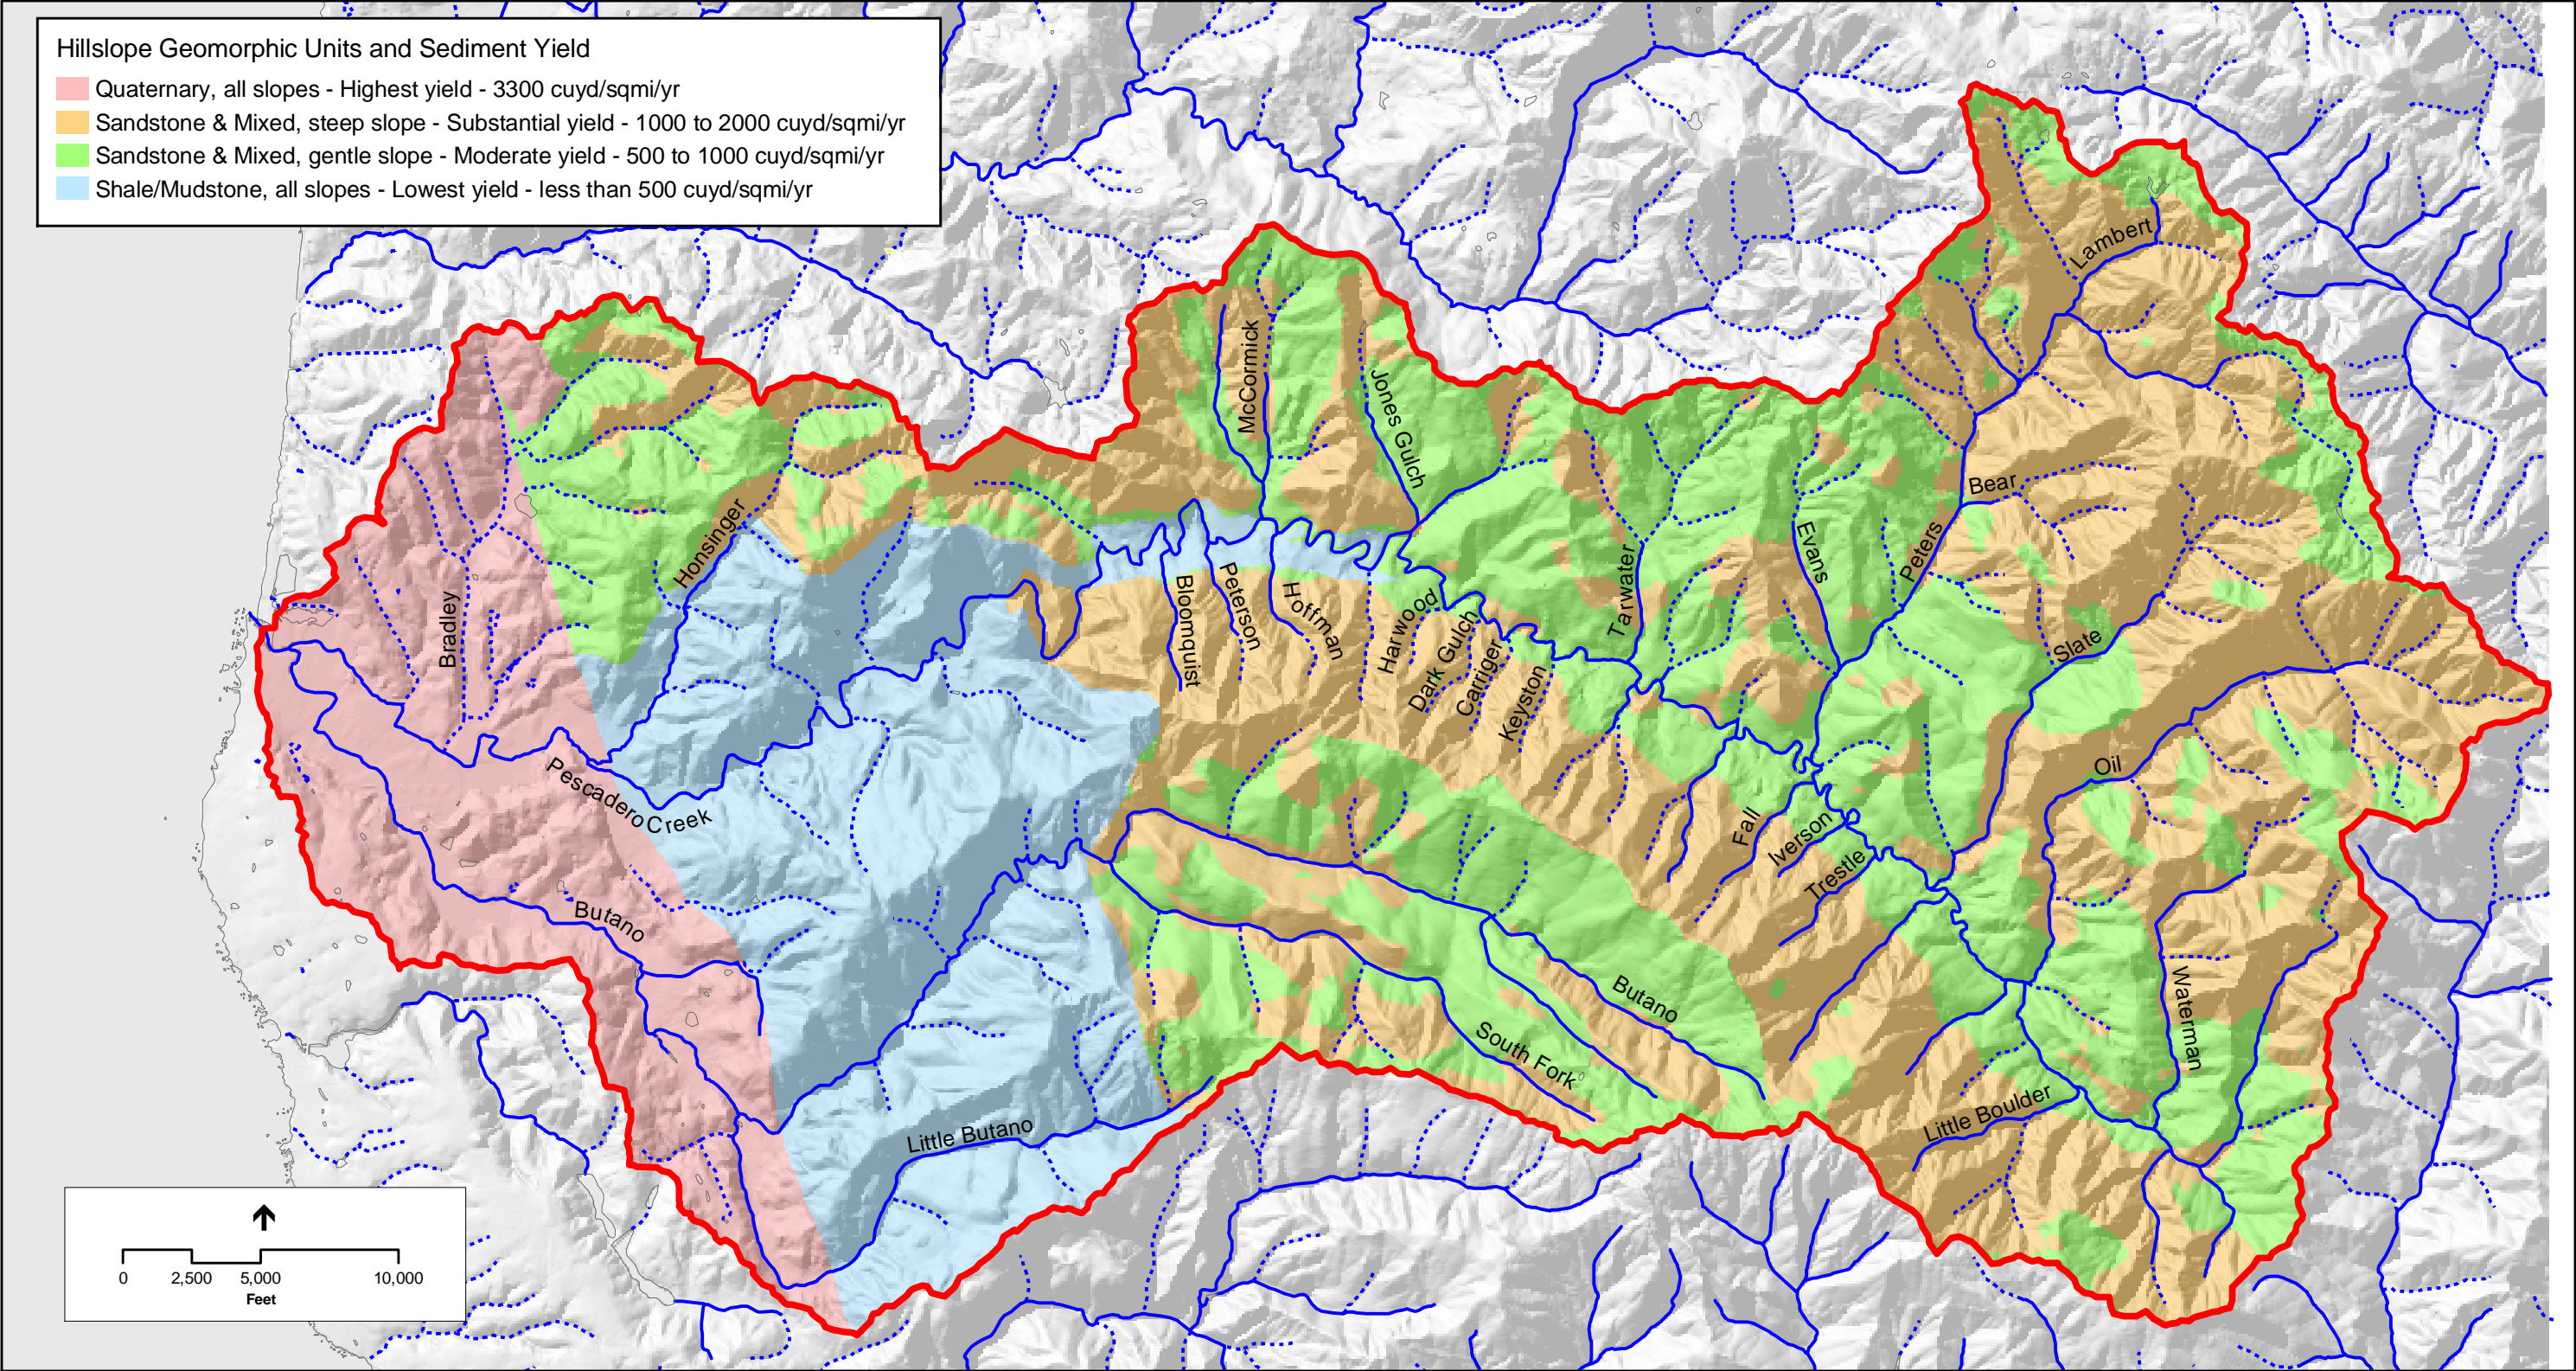 Hillslope Geomorphic Units and Sediment Yield
Quaternary, all slopes - Highest yield - 3300 cuyd/sqmi/yr
Sandstone & Mixed, steep slope - Substantial yield - 1000 to 2000 cuyd/sqmi/yr
Sandstone & Mixed, gentle slope - Moderate yield - 500 to 1000 cuyd/sqmi/yr
Shale/Mudstone, all slopes - Lowest yield - less than 500 cuyd/sqmi/yr
Lambert
McCormick
Jones Gulch
Bear
Honsinger
Evans
Peters
Tarwater
Bradley
Bloomquist
Peterson
Hoffman
Harwood
Dark Gulch
Carriger
Keyston
Slate
Oil
Pescadero Creek
Fall
Iverson
Trestle
Butano
Butano
South Fork
Waterman
Little Boulder
Little Butano
0 2,500 5,000 10,000
Feet